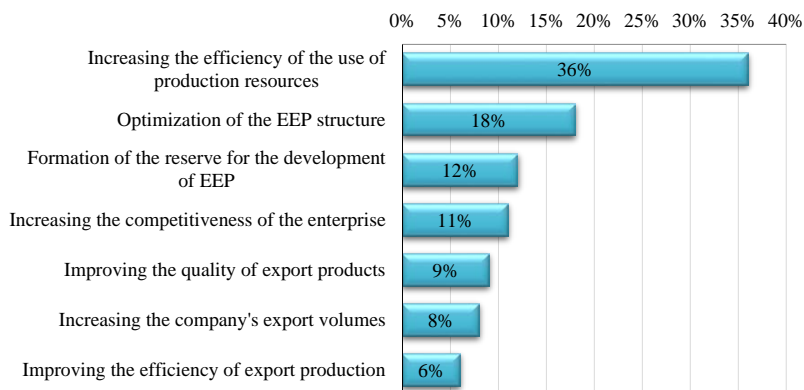 0% 5% 10% 15% 20% 25% 30% 35% 40%
Increasing the efficiency of the use of
production resources
36%
Optimization of the EEP structure
18%
Formation of the reserve for the development
of EEP
12%
Increasing the competitiveness of the enterprise
11%
Improving the quality of export products
9%
Increasing the company's export volumes
8%
Improving the efficiency of export production
6%